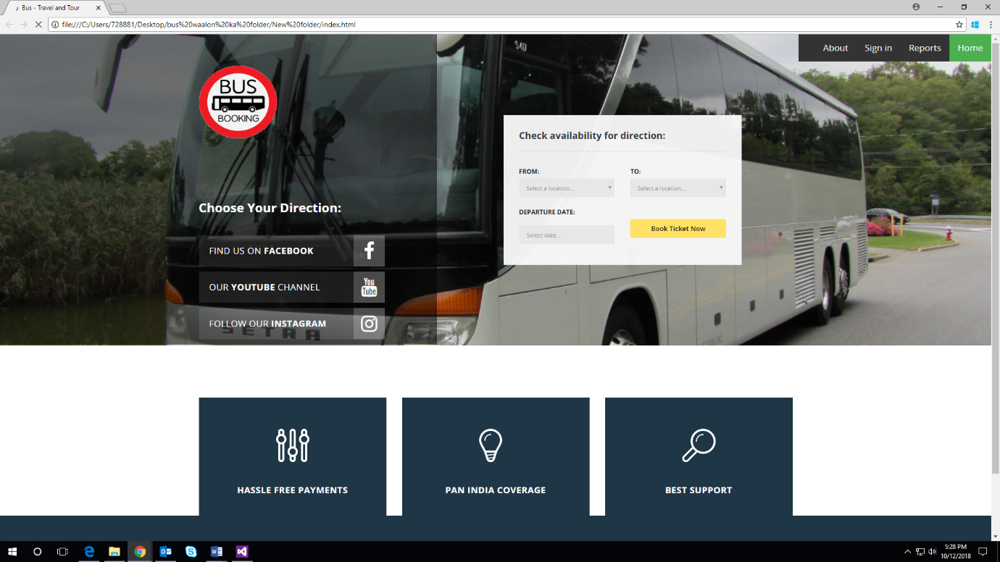 Bus - Travel and Tour
file:///C:/Users/728881/Desktop/bus%20waalon%20ka%20folder/New%20folder/index.html
About Sign in Reports Home
BUS
BOOKING
S417
Check availability for direction:
FROM: TO:
Select a location... Select a location...
DEPARTURE DATE:
Select date... Book Ticket Now
Choose Your Direction:
FIND US ON FACEBOOK
OUR YOUTUBE CHANNEL
You
Tube
FOLLOW OUR INSTAGRAM
SETRA
HASSLE FREE PAYMENTS
PAN INDIA COVERAGE
BEST SUPPORT
5:28 PM
10/12/2018